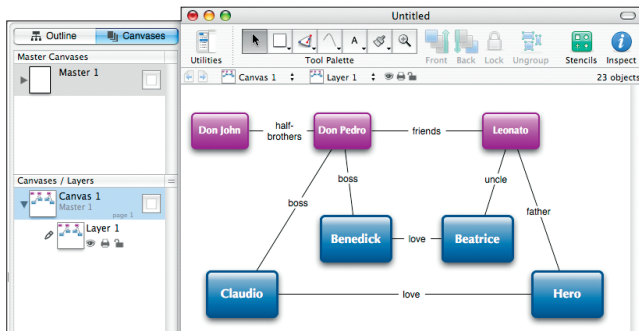 Outline
Canvases
Master Canvases
Master 1
Canvases / Layers
Canvas 1
Master 1
page 1
Layer 1
Untitled
Utilities
A
Tool Palette
Front
Back
Lock
Ungroup
Stencils
Inspect
Canvas 1
Layer 1
23 objects
Don John
half-
brothers
Don Pedro
friends
Leonato
boss
boss
uncle
father
Benedick
love
Beatrice
Claudio
love
Hero